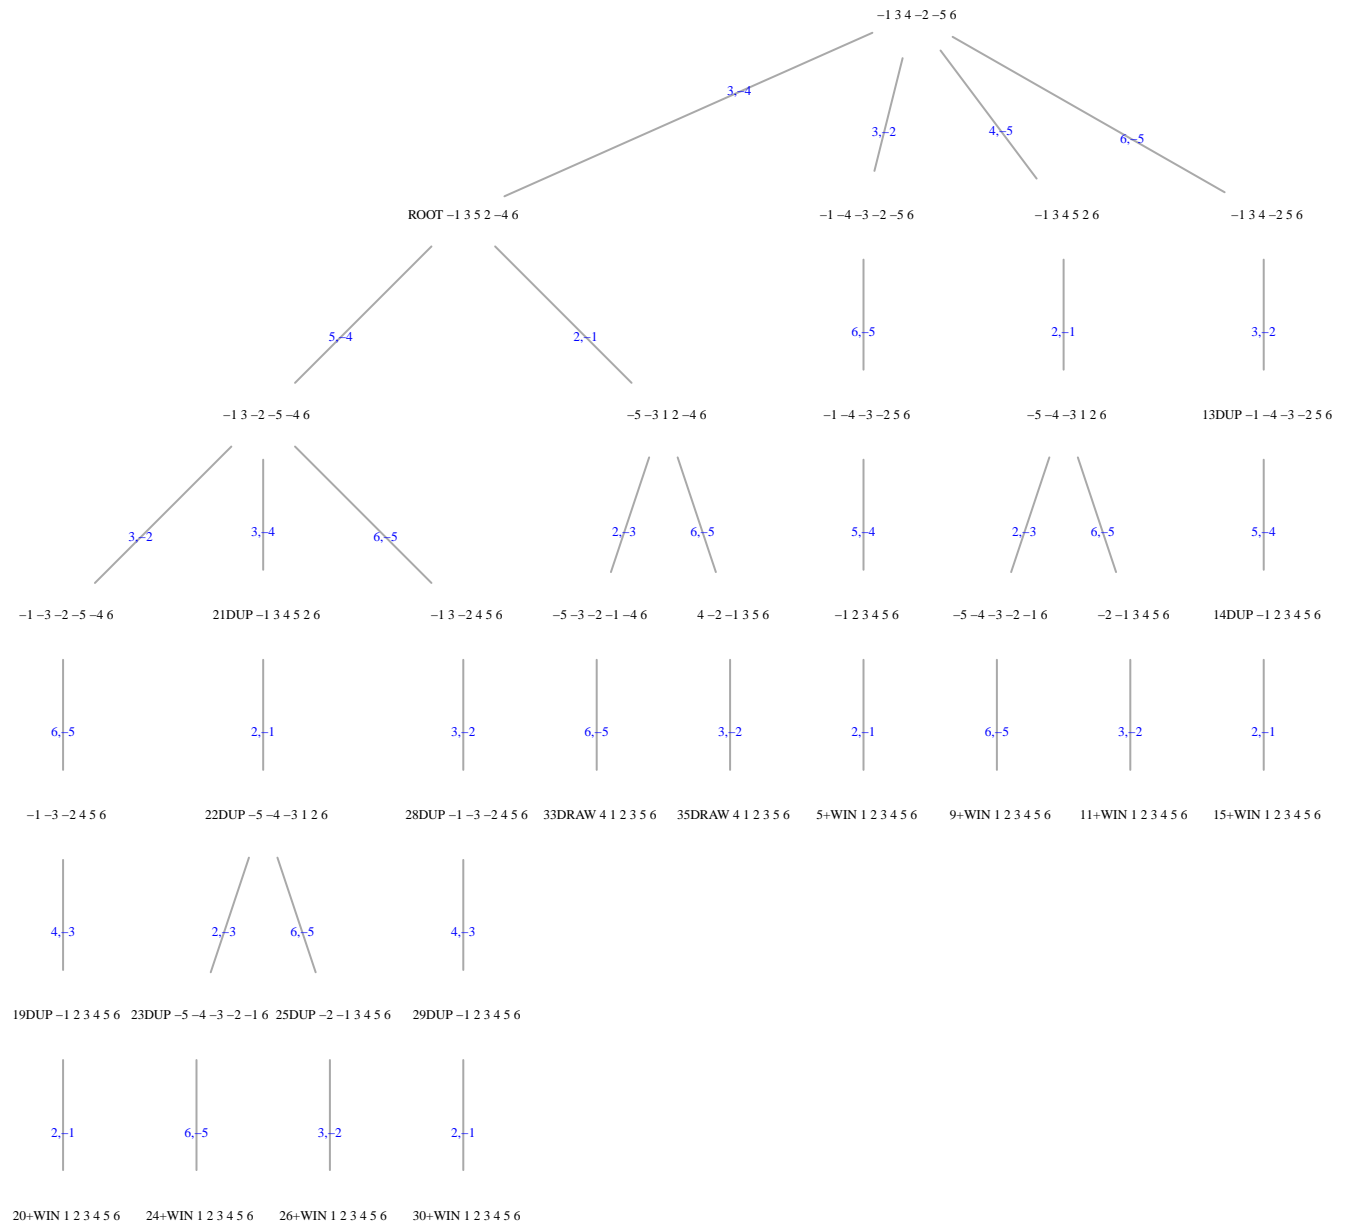 −1 3 4 −2 −5 6
3,−4
3,−2
4,−5
6,−5
ROOT −1 3 5 2 −4 6
−1 −4 −3 −2 −5 6
−1 3 4 5 2 6
−1 3 4 −2 5 6
5,−4
2,−1
6,−5
2,−1
3,−2
−1 3 −2 −5 −4 6
−5 −3 1 2 −4 6
−1 −4 −3 −2 5 6
−5 −4 −3 1 2 6
13DUP −1 −4 −3 −2 5 6
3,−2
3,−4
6,−5
2,−3
6,−5
5,−4
2,−3
6,−5
5,−4
−1 −3 −2 −5 −4 6
21DUP −1 3 4 5 2 6
−1 3 −2 4 5 6
−5 −3 −2 −1 −4 6
4 −2 −1 3 5 6
−1 2 3 4 5 6
−5 −4 −3 −2 −1 6
−2 −1 3 4 5 6
14DUP −1 2 3 4 5 6
6,−5
2,−1
3,−2
6,−5
3,−2
2,−1
6,−5
3,−2
2,−1
−1 −3 −2 4 5 6
22DUP −5 −4 −3 1 2 6
28DUP −1 −3 −2 4 5 6
33DRAW 4 1 2 3 5 6
35DRAW 4 1 2 3 5 6
5+WIN 1 2 3 4 5 6
9+WIN 1 2 3 4 5 6
11+WIN 1 2 3 4 5 6
15+WIN 1 2 3 4 5 6
4,−3
2,−3
6,−5
4,−3
19DUP −1 2 3 4 5 6
23DUP −5 −4 −3 −2 −1 6
25DUP −2 −1 3 4 5 6
29DUP −1 2 3 4 5 6
2,−1
6,−5
3,−2
2,−1
20+WIN 1 2 3 4 5 6
24+WIN 1 2 3 4 5 6
26+WIN 1 2 3 4 5 6
30+WIN 1 2 3 4 5 6